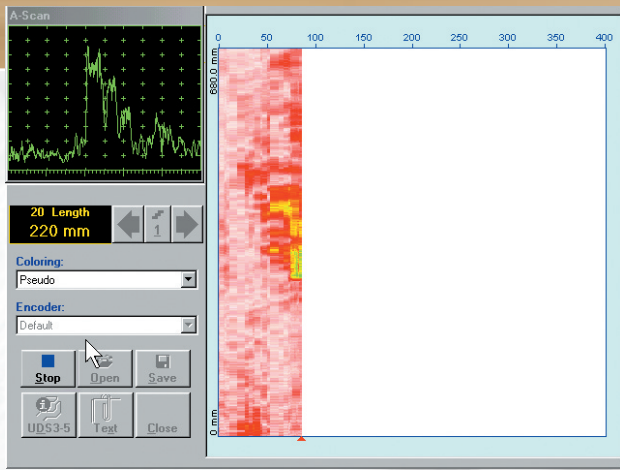 A-Scan
0 50 100 150 200 250 300 350 400
680.0 mm
20 Length
220 mm
1
Coloring:
Pseudo
Encoder:
Default
Stop
Open
Save
UDS3-5
Text
Close
0 mm